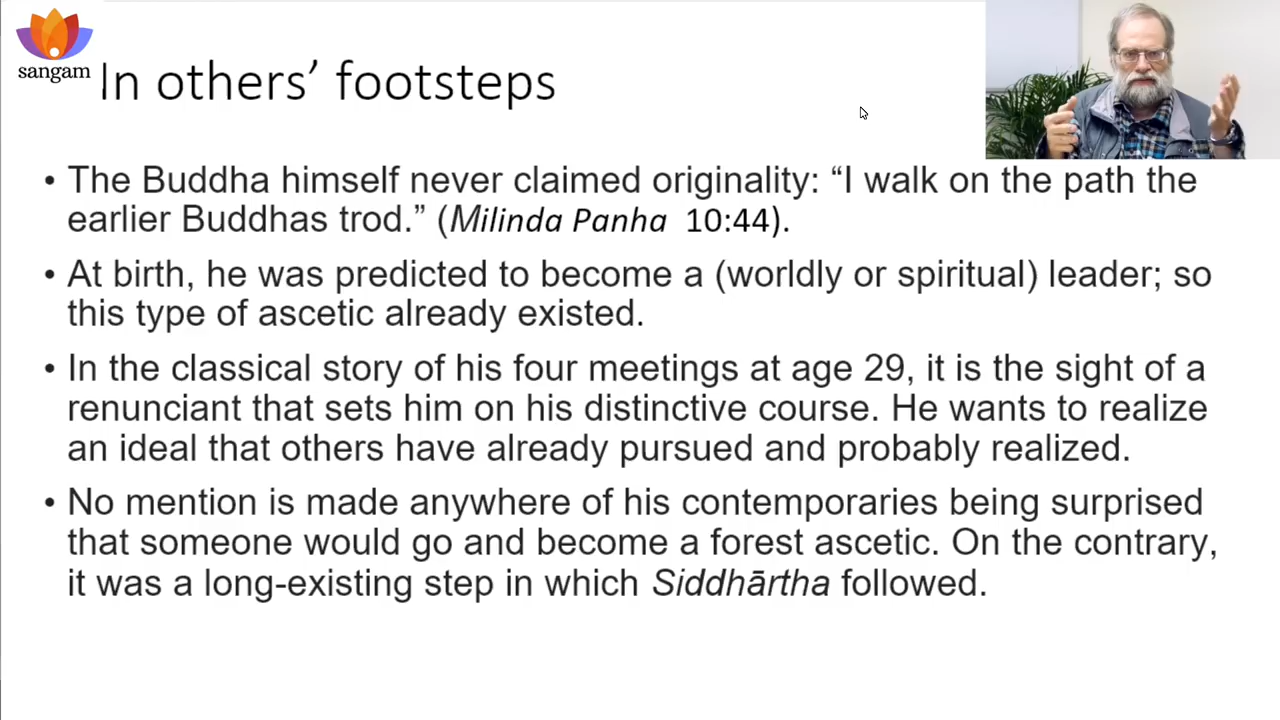 sangam
In others’ footsteps
• The Buddha himself never claimed originality: “I walk on the path the
earlier Buddhas trod.” (Milinda Panha 10:44).
• At birth, he was predicted to become a (worldly or spiritual) leader; so
this type of ascetic already existed.
• In the classical story of his four meetings at age 29, it is the sight of a
renunciant that sets him on his distinctive course. He wants to realize
an ideal that others have already pursued and probably realized.
• No mention is made anywhere of his contemporaries being surprised
that someone would go and become a forest ascetic. On the contrary,
it was a long-existing step in which Siddhārtha followed.